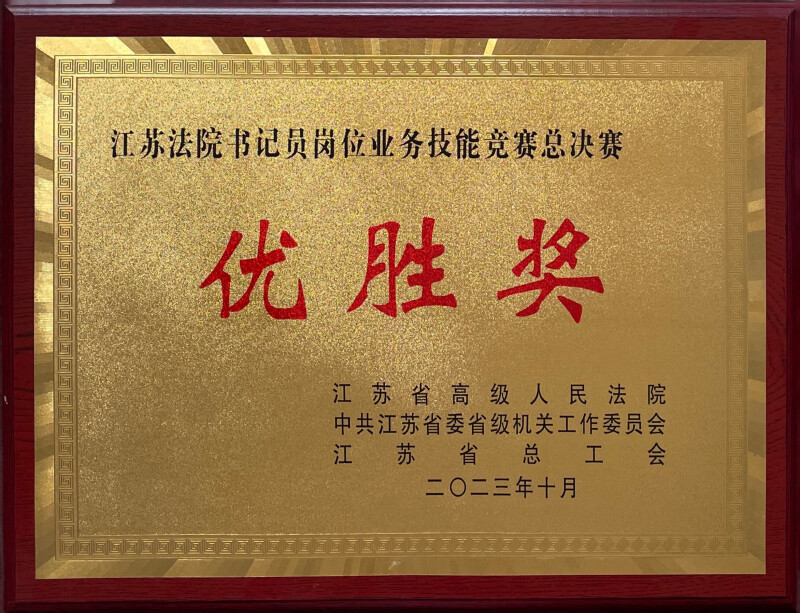 江苏法院书记员岗位业务技能竞赛总决赛
优胜奖
江苏省高级人民法院
中共江苏省委省级机关工作委员会
江苏省总工会
二〇二三年十月